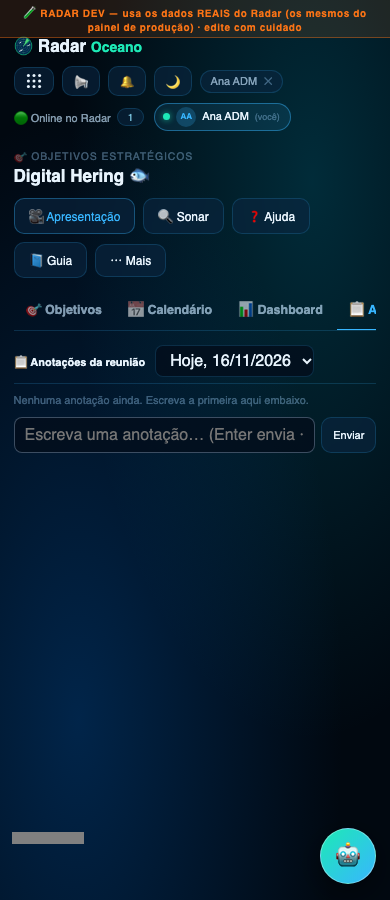 RADAR DEV — usa os dados REAIS do Radar (os mesmos do
painel de produção) · edite com cuidado
Radar Oceano
Ana ADM ✕
Online no Radar 1
AA Ana ADM (você)
OBJETIVOS ESTRATÉGICOS
Digital Hering
Apresentação Sonar ❓ Ajuda
Guia ··· Mais
Objetivos Calendário Dashboard A
Anotações da reunião Hoje, 16/11/2026
Nenhuma anotação ainda. Escreva a primeira aqui embaixo.
Escreva uma anotação… (Enter envia ·
Enviar